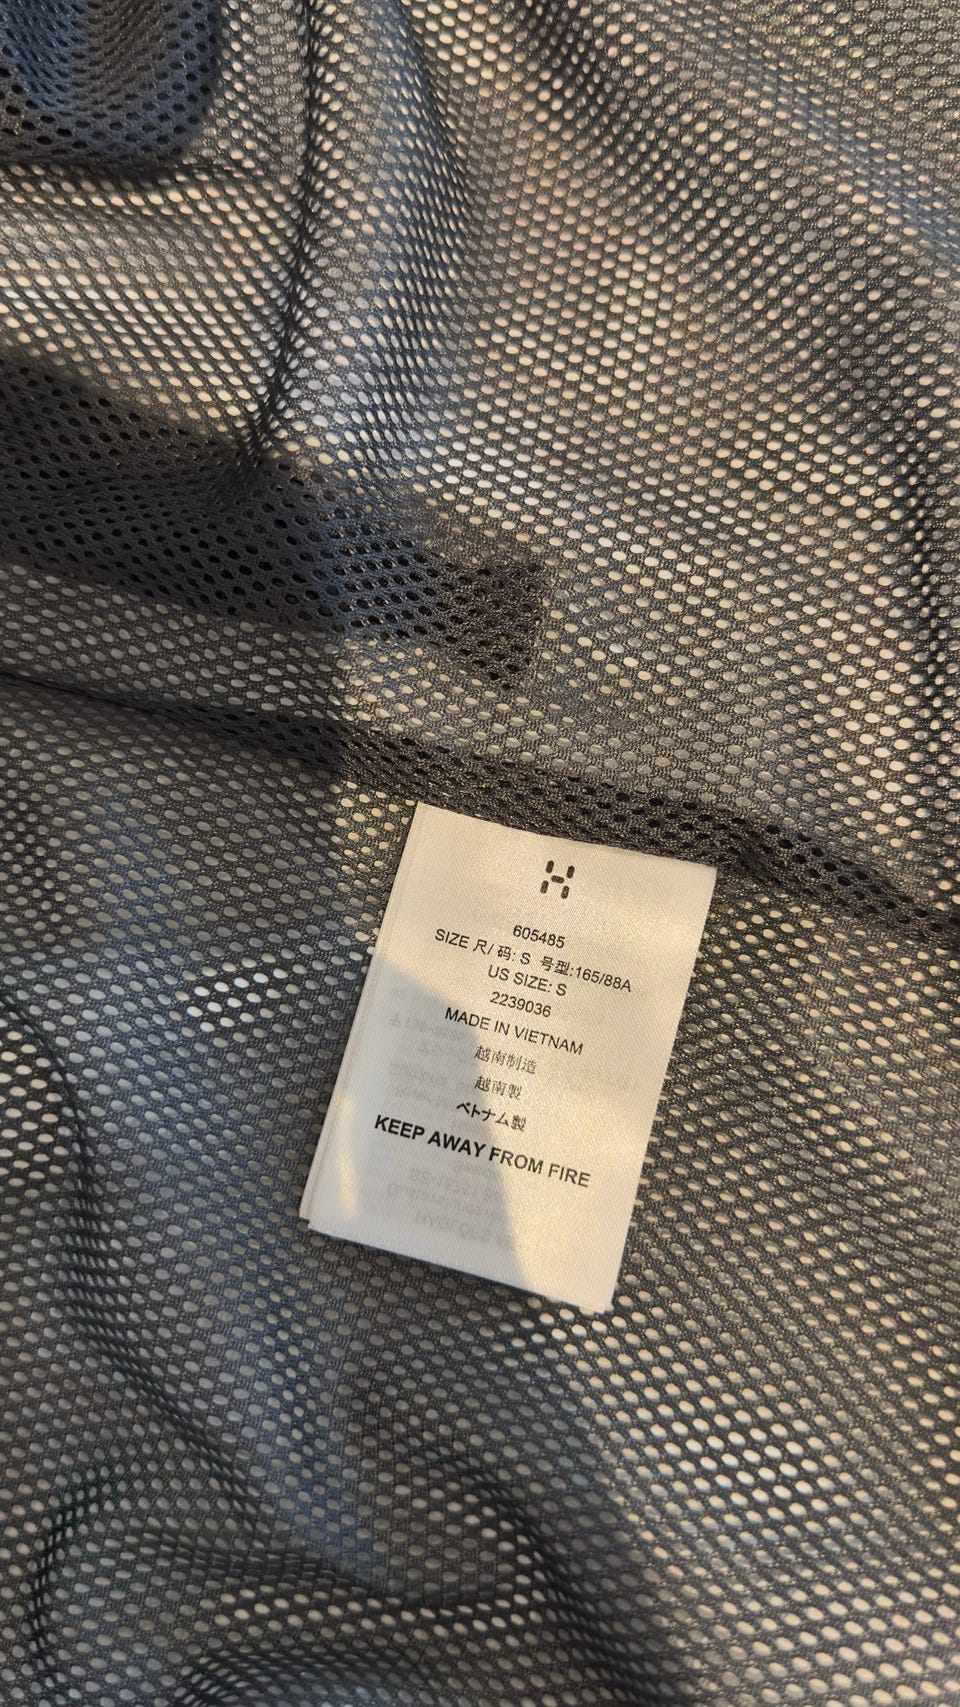 605485
SIZE 尺/ 码: S 号型:165/88A
US SIZE: S
2239036
MADE IN VIETNAM
越南制造
越南製
ベトナム製
KEEP AWAY FROM FIRE